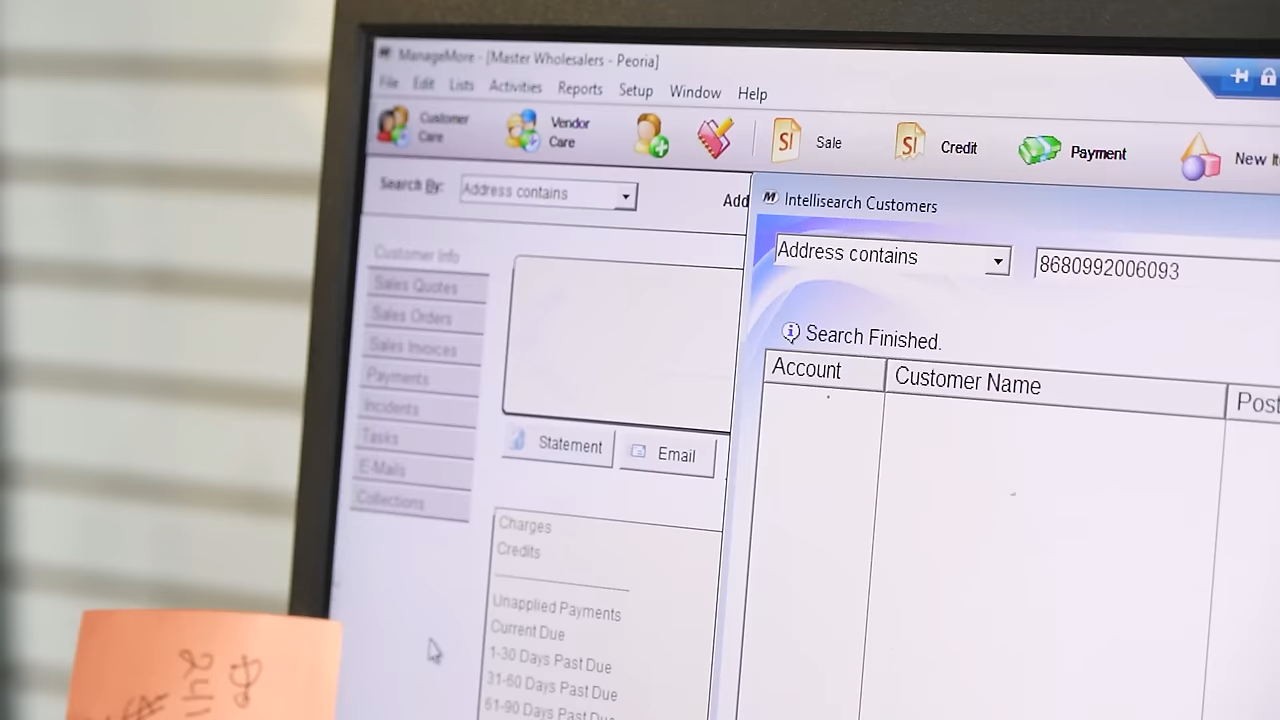 ManageMore - [Master Wholesalers - Peoria]
File Edit Lists Activities Reports Setup Window Help
Customer Care
Vendor Care
Sale
Credit
Payment
New
Search By:
Address contains
Add
Intellisearch Customers
Address contains
8680992006093
Search Finished.
Account
Customer Name
Post
Customer Info
Sales Quotes
Sales Orders
Sales Invoices
Payments
Incidents
Tasks
E-Mails
Collections
Statement
Email
Charges
Credits
Unapplied Payments
Current Due
1-30 Days Past Due
31-60 Days Past Due
61-90 Days Past Due